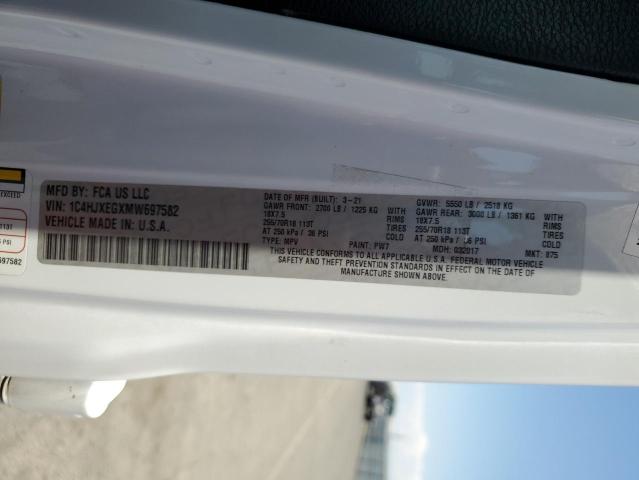 EXCEED
113T
PSI
697582
MFD BY: FCA US LLC
VIN: 1C4HJXEGXMW697582
VEHICLE MADE IN: U.S.A.
DATE OF MFR (BUILT): 3-21
GAWR FRONT: 2700 LB / 1225 KG WITH
18X7.5 RIMS
255/70R18 113T TIRES
AT 250 kPa / 36 PSI
TYPE: MPV PAINT: PW7
GVWR: 5550 LB / 2518 KG
GAWR REAR: 3000 LB / 1361 KG WITH
18X7.5 RIMS
255/70R18 113T TIRES
AT 250 kPa / 36 PSI
MDH: 032017 MKT: 875
THIS VEHICLE CONFORMS TO ALL APPLICABLE U.S.A. FEDERAL MOTOR VEHICLE
SAFETY AND THEFT PREVENTION STANDARDS IN EFFECT ON THE DATE OF
MANUFACTURE SHOWN ABOVE.